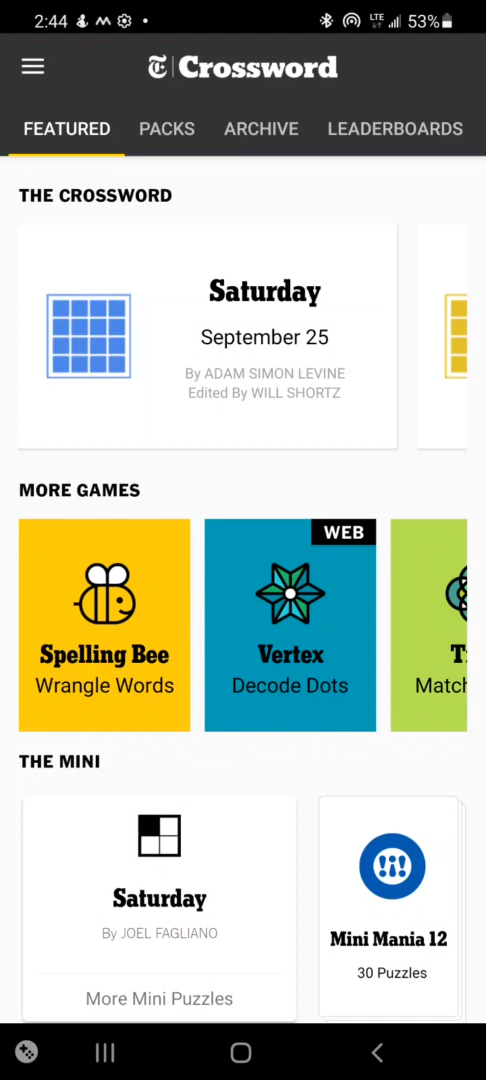 2:44
LTE
53%
T Crossword
FEATURED PACKS ARCHIVE LEADERBOARDS
THE CROSSWORD
Saturday
September 25
By ADAM SIMON LEVINE
Edited By WILL SHORTZ
MORE GAMES
Spelling Bee
Wrangle Words
WEB
Vertex
Decode Dots
T
Match
THE MINI
Saturday
By JOEL FAGLIANO
More Mini Puzzles
Mini Mania 12
30 Puzzles